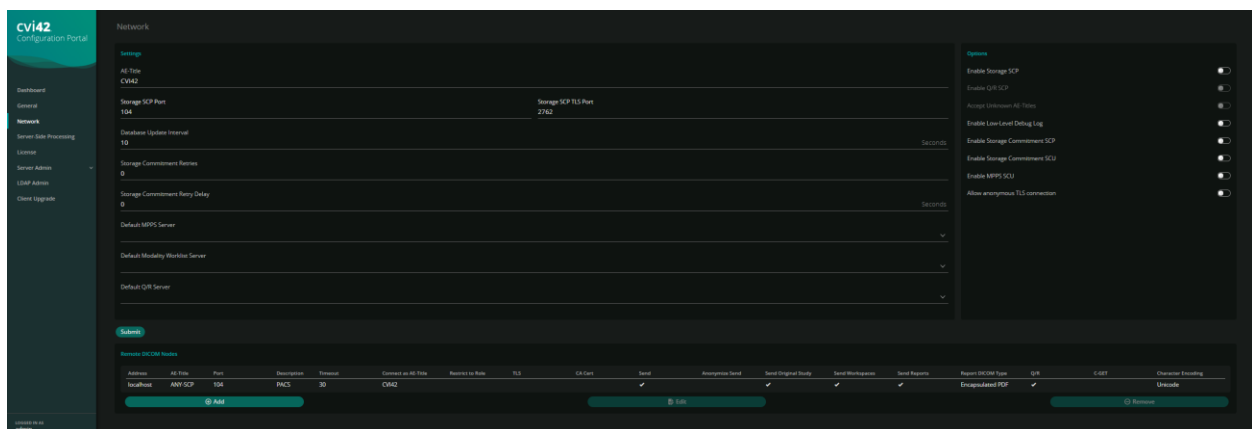 cvi42
Configuration Portal
Dashboard
General
Network
Server-Side Processing
License
Server Admin
LDAP Admin
Client Upgrade
LOGGED IN AS
admin
Network
Settings
AE-Title
CVI42
Storage SCP Port
104
Storage SCP TLS Port
2762
Database Update Interval
10 Seconds
Storage Commitment Retries
0
Storage Commitment Retry Delay
0 Seconds
Default MPPS Server
Default Modality Worklist Server
Default Q/R Server
Options
Enable Storage SCP
Enable Q/R SCP
Accept Unknown AE-Titles
Enable Low-Level Debug Log
Enable Storage Commitment SCP
Enable Storage Commitment SCU
Enable MPPS SCU
Allow anonymous TLS connection
Submit
Remote DICOM Nodes
Address AE-Title Port Description Timeout Connect as AE-Title Restrict to Role TLS CA Cert Send Anonymize Send Send Original Study Send Workspaces Send Reports Report DICOM Type Q/R C-GET Character Encoding
localhost ANY-SCP 104 PACS 30 CVI42 Encapsulated PDF Unicode
Add Edit Remove